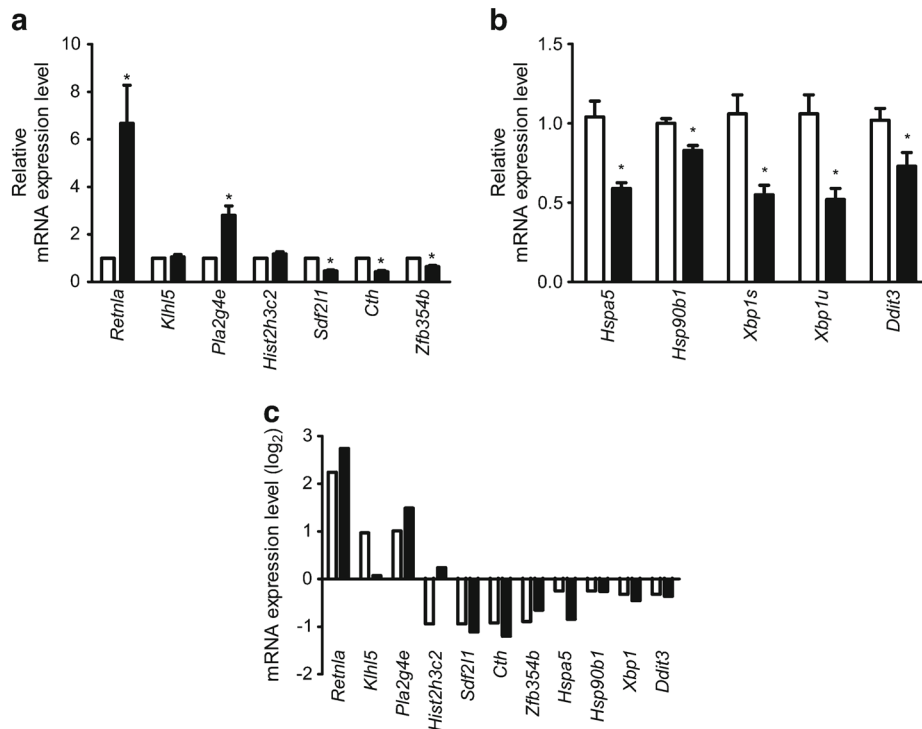 a
Relative
mRNA expression level
10
8
6
4
2
0
*
*
*
*
*
Retnla
Klhl5
Pla2g4e
Hist2h3c2
Sdf2l1
Cth
Zfb354b
b
Relative
mRNA expression level
1.5
1.0
0.5
0.0
*
*
*
*
*
Hspa5
Hsp90b1
Xbp1s
Xbp1u
Ddit3
c
mRNA expression level (log2)
3
2
1
0
-1
-2
Retnla
Klhl5
Pla2g4e
Hist2h3c2
Sdf2l1
Cth
Zfb354b
Hspa5
Hsp90b1
Xbp1
Ddit3